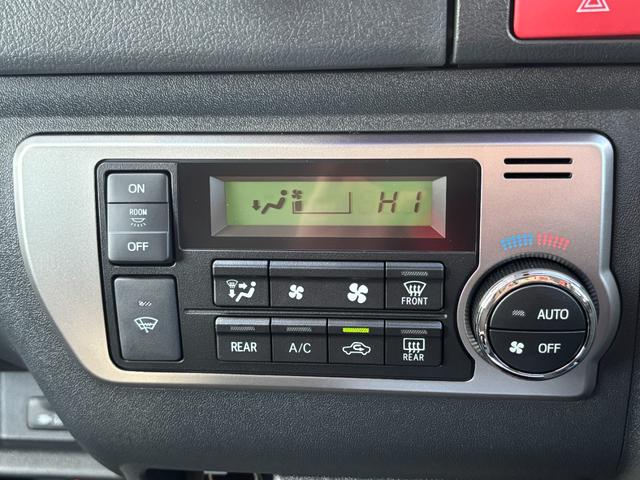 ON
ROOM
OFF
HI
FRONT
REAR
A/C
REAR
AUTO
OFF